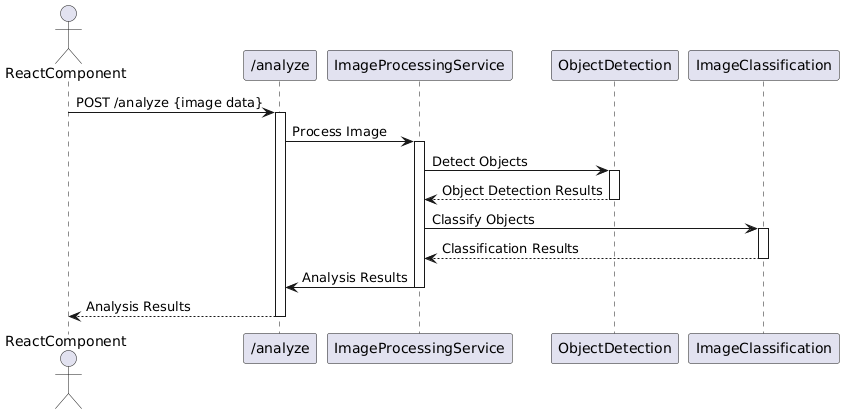 ReactComponent
/analyze
ImageProcessingService
ObjectDetection
ImageClassification
POST /analyze {image data}
Process Image
Detect Objects
Object Detection Results
Classify Objects
Classification Results
Analysis Results
Analysis Results
ReactComponent
/analyze
ImageProcessingService
ObjectDetection
ImageClassification